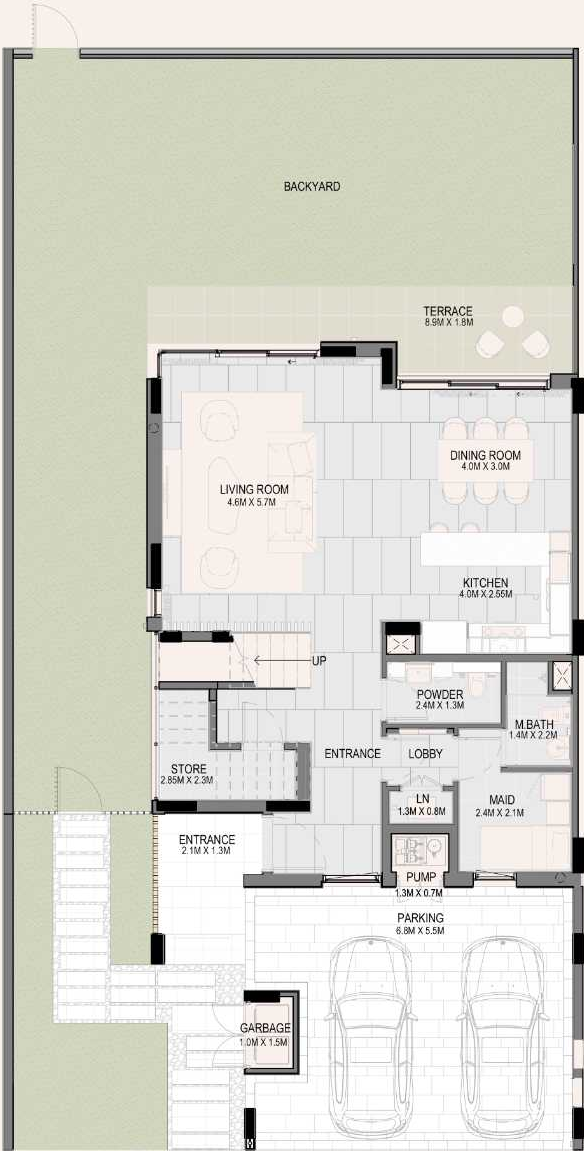 BACKYARD
TERRACE
8.9M X 1.8M
DINING ROOM
4.0M X 3.0M
LIVING ROOM
4.6M X 5.7M
KITCHEN
4.0M X 2.55M
UP
POWDER
2.4M X 1.3M
M.BATH
1.4M X 2.2M
ENTRANCE
LOBBY
STORE
2.85M X 2.3M
LN
1.3M X 0.8M
MAID
2.4M X 2.1M
ENTRANCE
2.1M X 1.3M
PUMP
1.3M X 0.7M
PARKING
6.8M X 5.5M
GARBAGE
1.0M X 1.5M